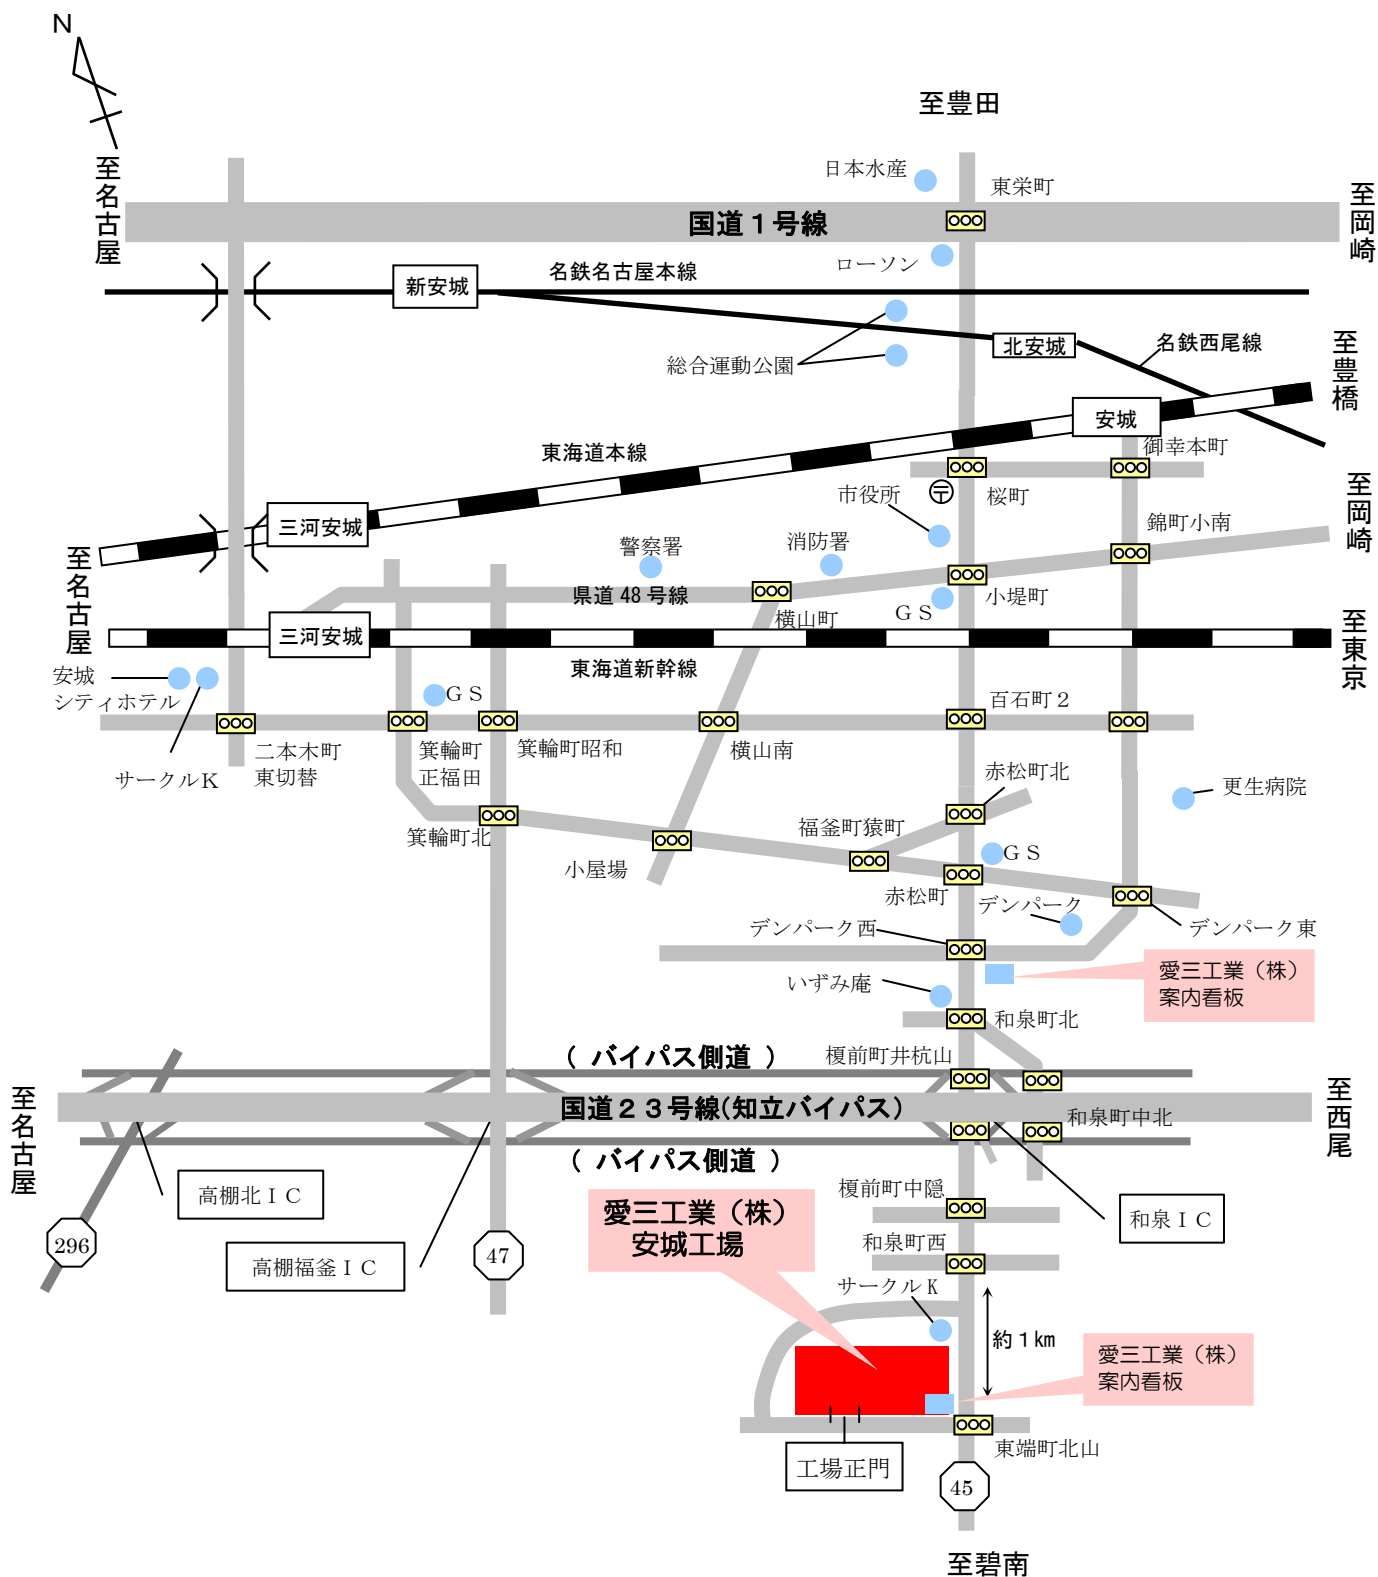 N
至豊田
至名古屋
日本水産
東栄町
至岡崎
国道1号線
ローソン
名鉄名古屋本線
新安城
北安城
名鉄西尾線
至豊橋
総合運動公園
安城
東海道本線
御幸本町
市役所
桜町
至岡崎
三河安城
錦町小南
警察署
消防署
至名古屋
県道48号線
横山町
GS
小堤町
三河安城
至東京
東海道新幹線
安城
シティホテル
GS
百石町2
二本木町
東切替
箕輪町
正福田
箕輪町昭和
横山南
サークルK
赤松町北
更生病院
箕輪町北
福釜町猿町
小屋場
GS
赤松町
デンパーク
デンパーク西
デンパーク東
愛三工業(株)
案内看板
いずみ庵
和泉町北
(バイパス側道)
榎前町井杭山
至名古屋
国道23号線(知立バイパス)
和泉町中北
至西尾
(バイパス側道)
高棚北IC
榎前町中隠
和泉IC
愛三工業(株)
安城工場
296
高棚福釜IC
47
和泉町西
サークルK
約1km
愛三工業(株)
案内看板
工場正門
東端町北山
45
至碧南